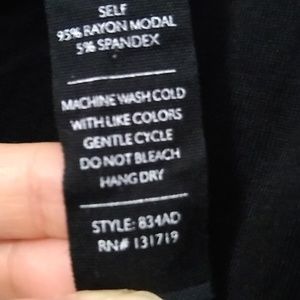 SELF
95% RAYON MODAL
5% SPANDEX
MACHINE WASH COLD
WITH LIKE COLORS
GENTLE CYCLE
DO NOT BLEACH
HANG DRY
STYLE: 834AD
RN# 131719